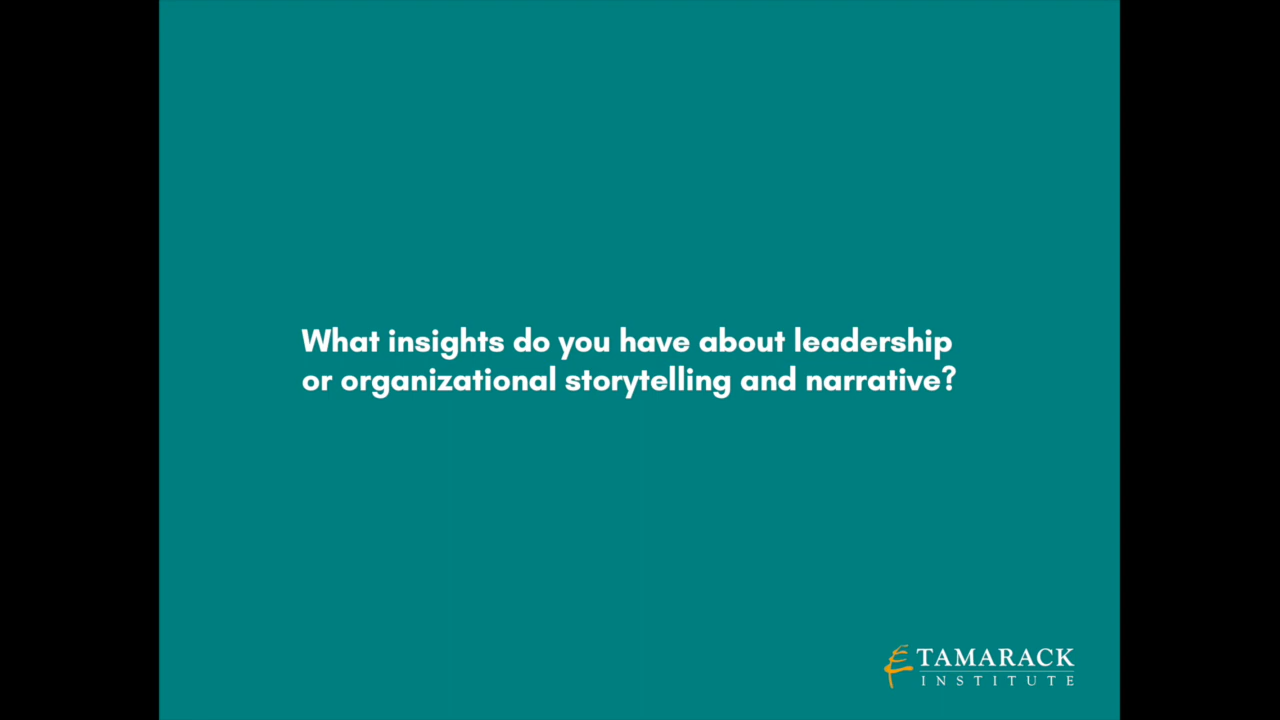 What insights do you have about leadership
or organizational storytelling and narrative?
TAMARACK
INSTITUTE